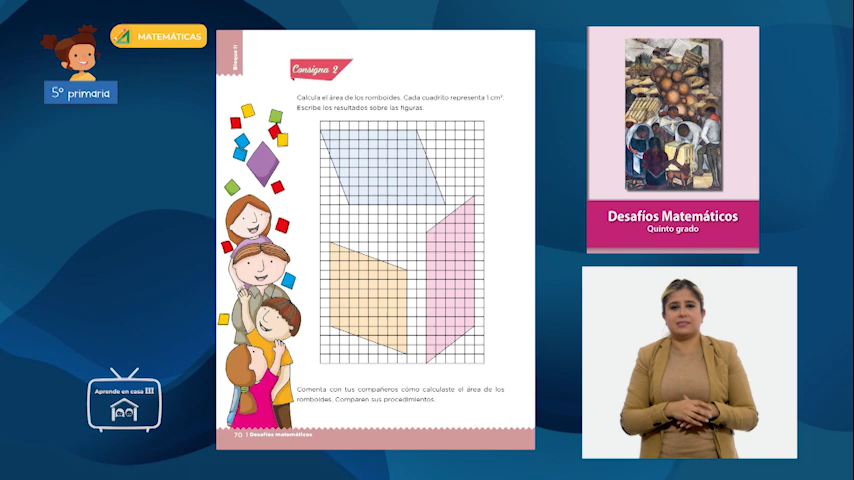 MATEMÁTICAS
5° primaria
Bloque II
Consigna 2
Calcula el área de los romboides. Cada cuadrito representa 1 cm².
Escribe los resultados sobre las figuras.
Comenta con tus compañeros cómo calculaste el área de los
romboides. Comparen sus procedimientos.
70 | Desafíos matemáticos
Desafíos Matemáticos
Quinto grado
Aprende en casa III